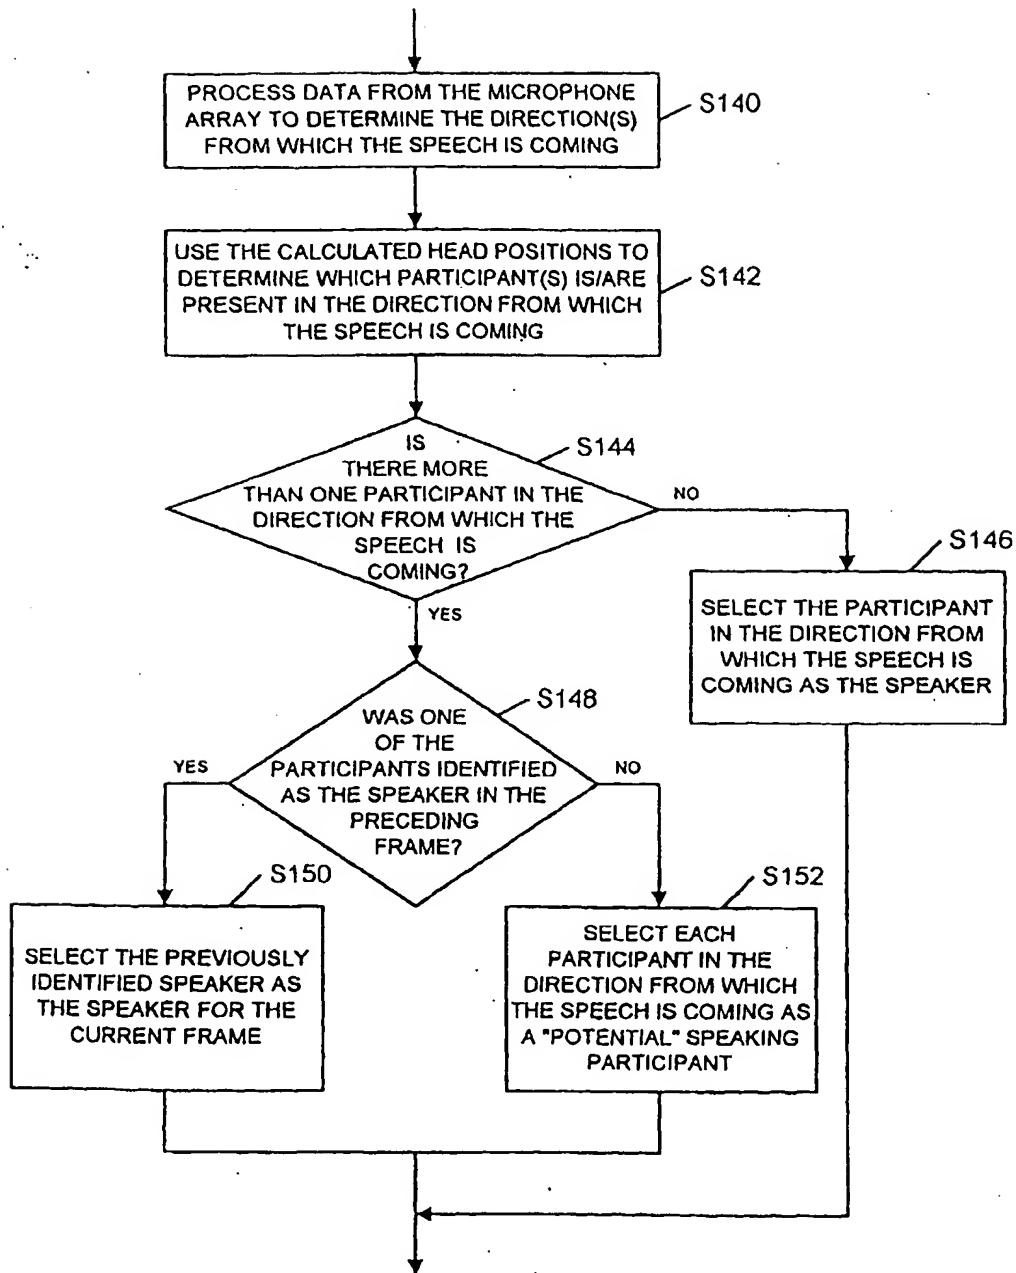 PROCESS DATA FROM THE MICROPHONE
ARRAY TO DETERMINE THE DIRECTION(S)
FROM WHICH THE SPEECH IS COMING
S140
USE THE CALCULATED HEAD POSITIONS TO
DETERMINE WHICH PARTICIPANT(S) IS/ARE
PRESENT IN THE DIRECTION FROM WHICH
THE SPEECH IS COMING
S142
IS
THERE MORE
THAN ONE PARTICIPANT IN THE
DIRECTION FROM WHICH THE
SPEECH IS
COMING?
S144
NO
YES
S146
SELECT THE PARTICIPANT
IN THE DIRECTION FROM
WHICH THE SPEECH IS
COMING AS THE SPEAKER
S148
WAS ONE
OF THE
PARTICIPANTS IDENTIFIED
AS THE SPEAKER IN THE
PRECEDING
FRAME?
YES
NO
S150
SELECT THE PREVIOUSLY
IDENTIFIED SPEAKER AS
THE SPEAKER FOR THE
CURRENT FRAME
S152
SELECT EACH
PARTICIPANT IN THE
DIRECTION FROM WHICH
THE SPEECH IS COMING AS
A "POTENTIAL" SPEAKING
PARTICIPANT